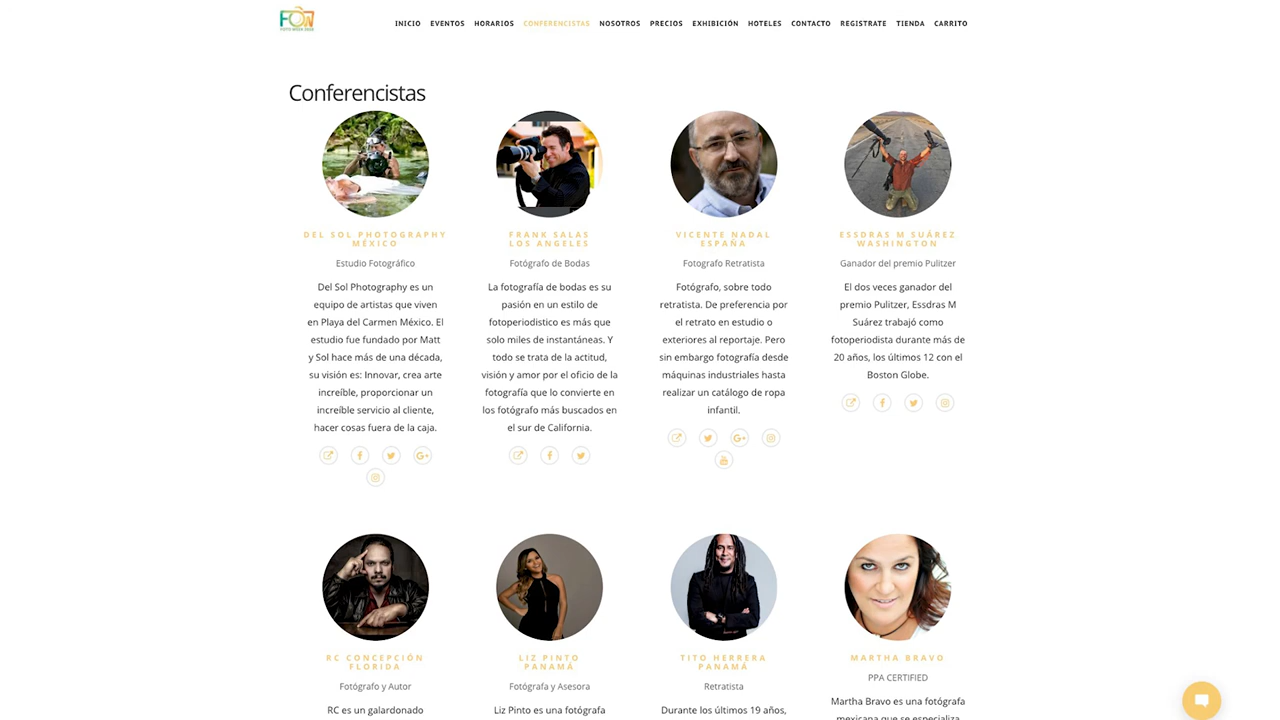 FOW
INICIO EVENTOS HORARIOS CONFERENCISTAS NOSOTROS PRECIOS EXHIBICIÓN HOTELES CONTACTO REGISTRATE TIENDA CARRITO
Conferencistas
DEL SOL PHOTOGRAPHY
MÉXICO
Estudio Fotográfico
Del Sol Photography es un
equipo de artistas que viven
en Playa del Carmen México. El
estudio fue fundado por Matt
y Sol hace más de una década,
su visión es: Innovar, crea arte
increíble, proporcionar un
increíble servicio al cliente,
hacer cosas fuera de la caja.
FRANK SALAS
LOS ANGELES
Fotógrafo de Bodas
La fotografía de bodas es su
pasión en un estilo de
fotoperiodistico es más que
solo miles de instantáneas. Y
todo se trata de la actitud,
visión y amor por el oficio de la
fotografía que lo convierte en
los fotógrafo más buscados en
el sur de California.
VICENTE NADAL
ESPAÑA
Fotografo Retratista
Fotógrafo, sobre todo
retratista. De preferencia por
el retrato en estudio o
exteriores al reportaje. Pero
sin embargo fotografía desde
máquinas industriales hasta
realizar un catálogo de ropa
infantil.
ESSDRAS M SUÁREZ
WASHINGTON
Ganador del premio Pulitzer
El dos veces ganador del
premio Pulitzer, Essdras M
Suárez trabajó como
fotoperiodista durante más de
20 años, los últimos 12 con el
Boston Globe.
RC CONCEPCIÓN
FLORIDA
Fotógrafo y Autor
RC es un galardonado
LIZ PINTO
PANAMÁ
Fotógrafa y Asesora
Liz Pinto es una fotógrafa
TITO HERRERA
PANAMÁ
Retratista
Durante los últimos 19 años,
MARTHA BRAVO
PPA CERTIFIED
Martha Bravo es una fotógrafa
mexicana que se especializa